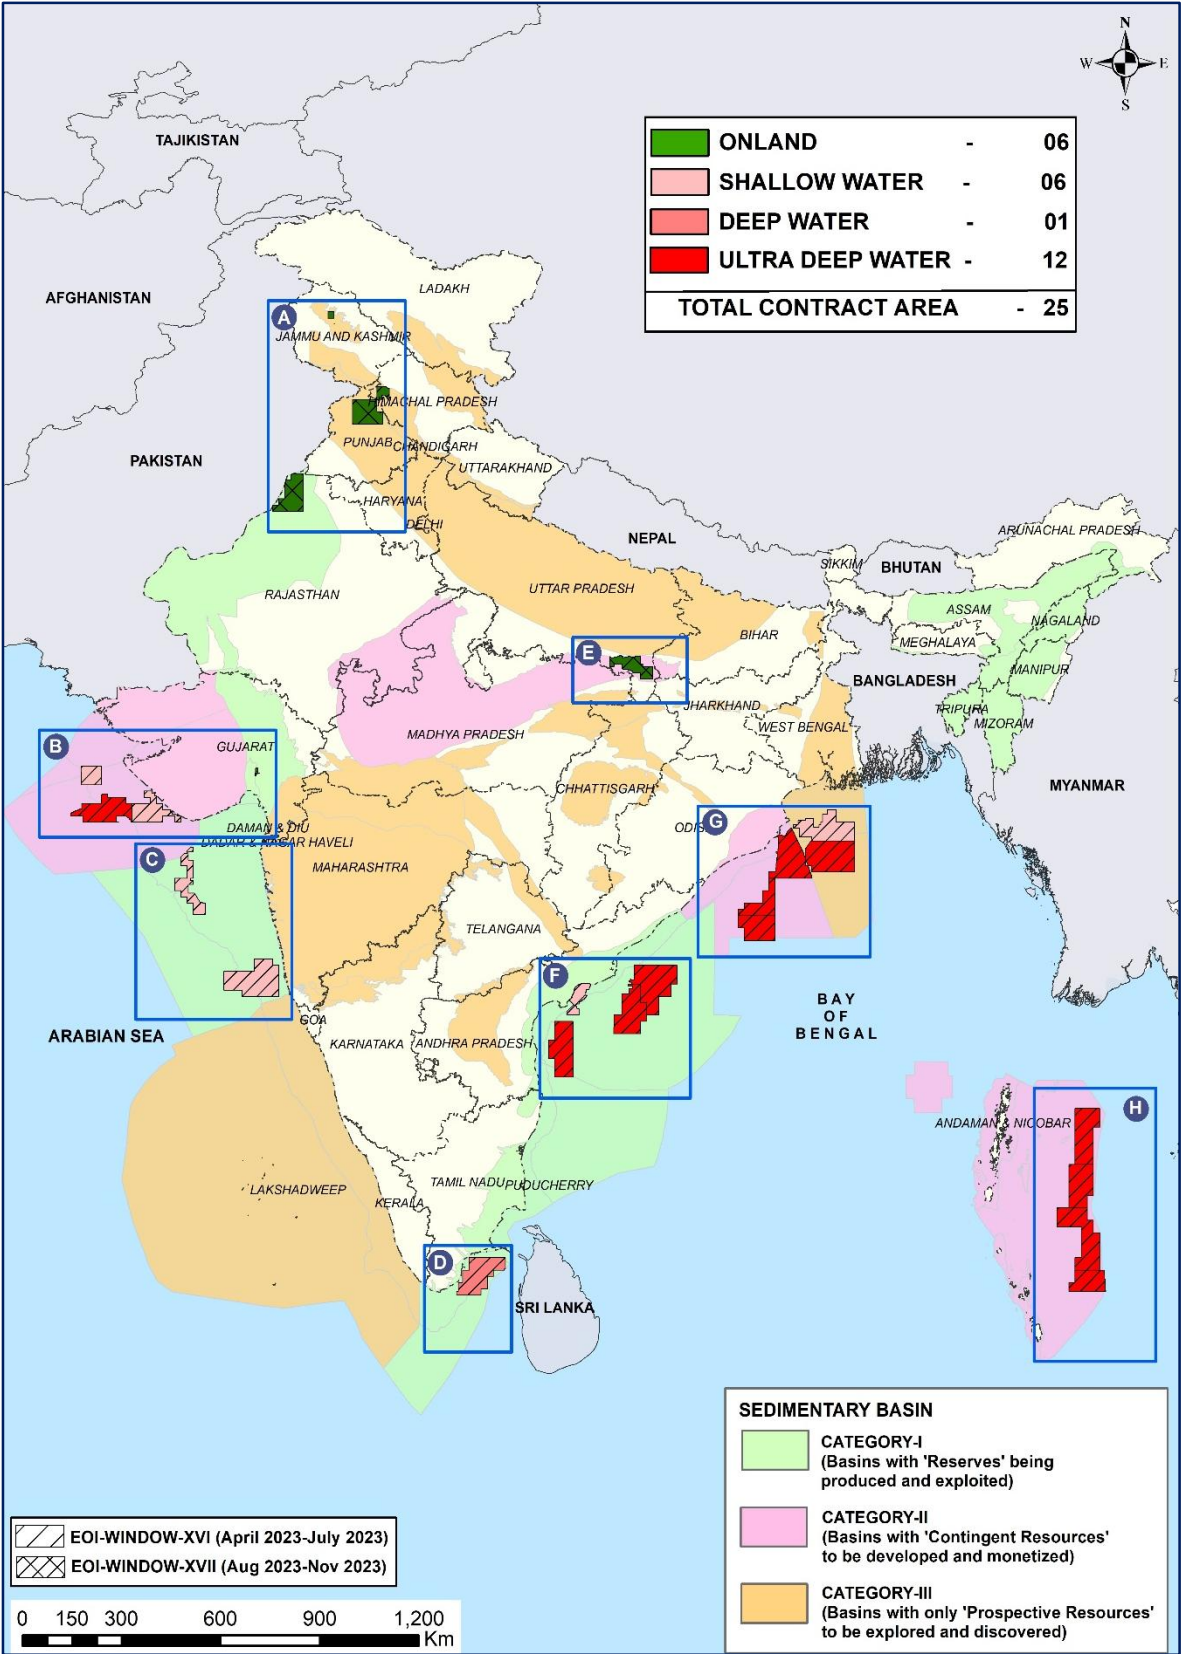 N
W E
S
TAJIKISTAN
ONLAND - 06
SHALLOW WATER - 06
DEEP WATER - 01
ULTRA DEEP WATER - 12
TOTAL CONTRACT AREA - 25
AFGHANISTAN
LADAKH
A
JAMMU AND KASHMIR
HIMACHAL PRADESH
PUNJAB
CHANDIGARH
PAKISTAN
UTTARAKHAND
HARYANA
DELHI
NEPAL
ARUNACHAL PRADESH
SIKKIM
BHUTAN
UTTAR PRADESH
RAJASTHAN
ASSAM
NAGALAND
BIHAR
MEGHALAYA
E
MANIPUR
BANGLADESH
JHARKHAND
TRIPURA
MIZORAM
WEST BENGAL
MADHYA PRADESH
B
GUJARAT
MYANMAR
CHHATTISGARH
G
DAMAN & DIU
ODIS
DADAR & NAGAR HAVELI
C
MAHARASHTRA
TELANGANA
F
BAY
OF
BENGAL
GOA
ARABIAN SEA
KARNATAKA
ANDHRA PRADESH
H
ANDAMAN & NICOBAR
LAKSHADWEEP
KERALA
TAMIL NADU
PUDUCHERRY
D
SRI LANKA
SEDIMENTARY BASIN
CATEGORY-I
(Basins with 'Reserves' being
produced and exploited)
CATEGORY-II
(Basins with 'Contingent Resources'
to be developed and monetized)
CATEGORY-III
(Basins with only 'Prospective Resources'
to be explored and discovered)
EOI-WINDOW-XVI (April 2023-July 2023)
EOI-WINDOW-XVII (Aug 2023-Nov 2023)
0 150 300 600 900 1,200
Km